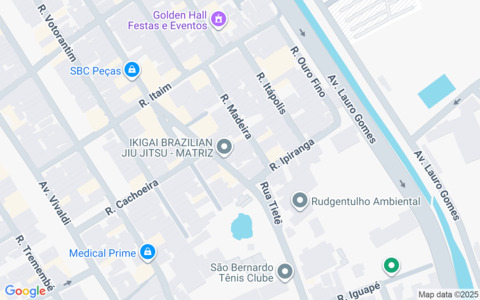 Golden Hall
Festas e Eventos
R. Votorantim
SBC Peças
R. Itaim
R. Itápolis
R. Ouro Fino
Av. Lauro Gomes
R. Madeira
IKIGAI BRAZILIAN
JIU JITSU - MATRIZ
R. Ipiranga
Av. Lauro Gomes
R. Cachoeira
Rua Tietê
Rudgentulho Ambiental
Av. Vivaldi
R. Tremembé
Medical Prime
São Bernardo
Tênis Clube
R. Iguapé
Google
Map data ©2025